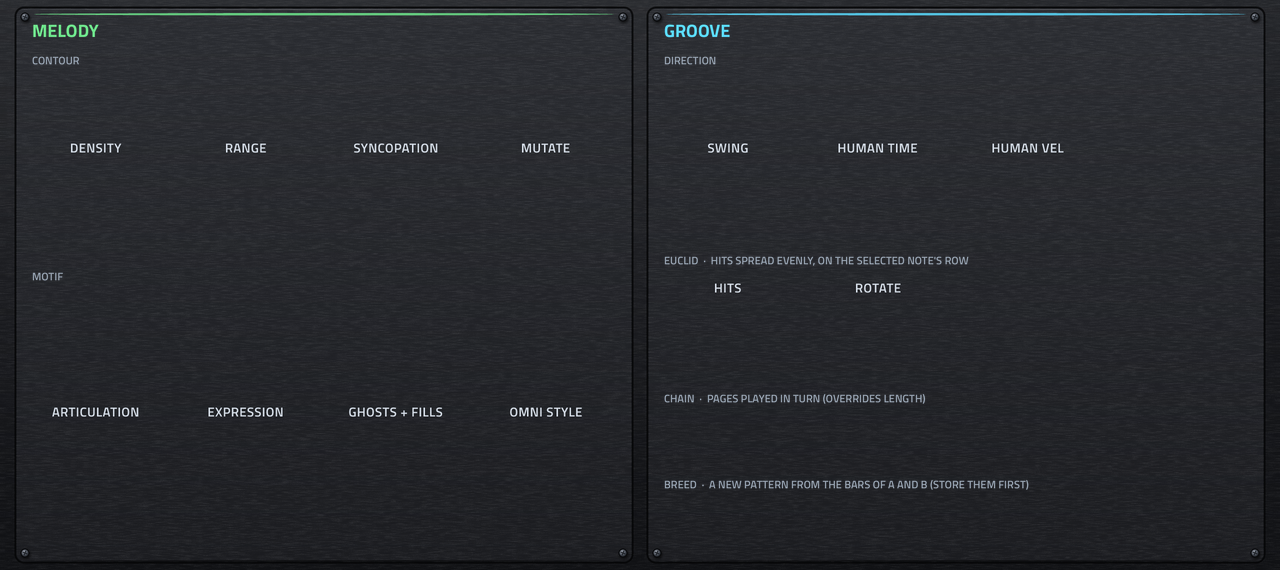 MELODY
CONTOUR
DENSITY RANGE SYNCOPATION MUTATE
MOTIF
ARTICULATION EXPRESSION GHOSTS + FILLS OMNI STYLE
GROOVE
DIRECTION
SWING HUMAN TIME HUMAN VEL
EUCLID · HITS SPREAD EVENLY, ON THE SELECTED NOTE'S ROW
HITS ROTATE
CHAIN · PAGES PLAYED IN TURN (OVERRIDES LENGTH)
BREED · A NEW PATTERN FROM THE BARS OF A AND B (STORE THEM FIRST)